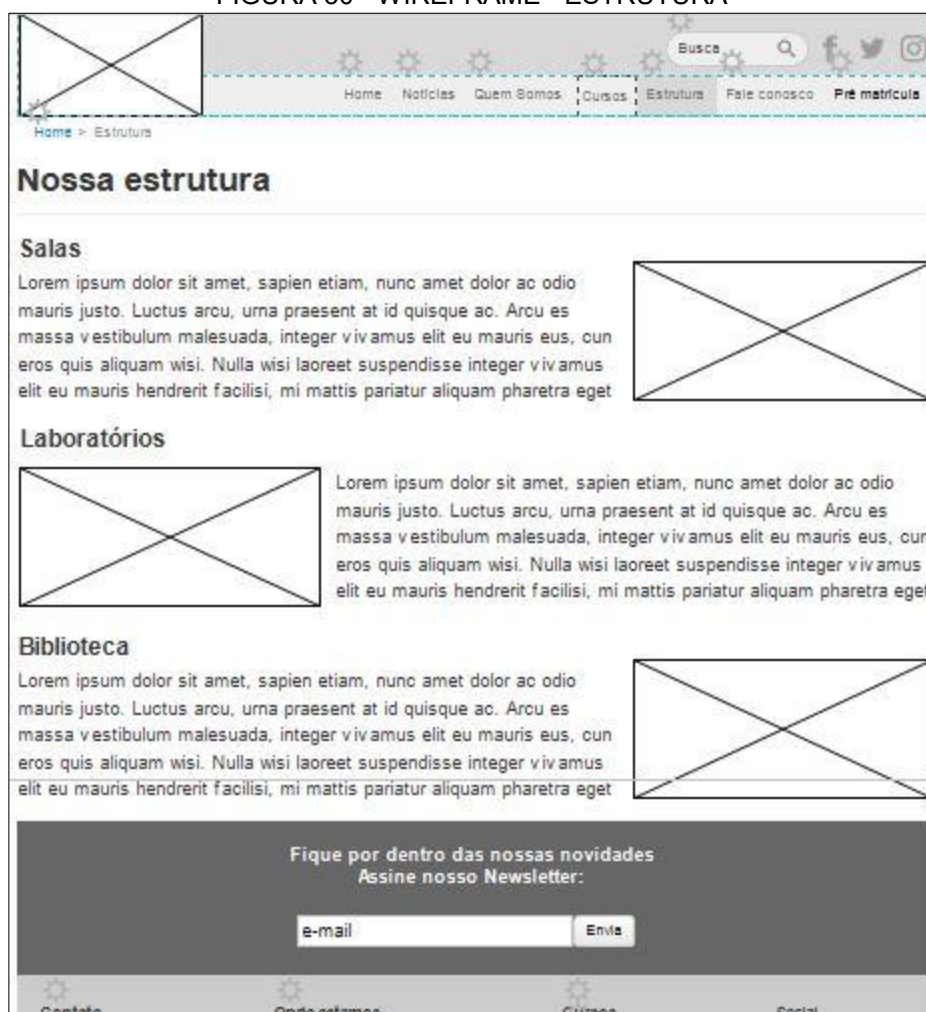 Busca
Home Notícias Quem Somos Cursos Estrutura Fale conosco Pré matrícula
Home > Estrutura
Nossa estrutura
Salas
Lorem ipsum dolor sit amet, sapien etiam, nunc amet dolor ac odio
mauris justo. Luctus arcu, urna praesent at id quisque ac. Arcu es
massa vestibulum malesuada, integer vivamus elit eu mauris eus, cun
eros quis aliquam wisi. Nulla wisi laoreet suspendisse integer vivamus
elit eu mauris hendrerit facilisi, mi mattis pariatur aliquam pharetra eget
Laboratórios
Lorem ipsum dolor sit amet, sapien etiam, nunc amet dolor ac odio
mauris justo. Luctus arcu, urna praesent at id quisque ac. Arcu es
massa vestibulum malesuada, integer vivamus elit eu mauris eus, cun
eros quis aliquam wisi. Nulla wisi laoreet suspendisse integer vivamus
elit eu mauris hendrerit facilisi, mi mattis pariatur aliquam pharetra eget
Biblioteca
Lorem ipsum dolor sit amet, sapien etiam, nunc amet dolor ac odio
mauris justo. Luctus arcu, urna praesent at id quisque ac. Arcu es
massa vestibulum malesuada, integer vivamus elit eu mauris eus, cun
eros quis aliquam wisi. Nulla wisi laoreet suspendisse integer vivamus
elit eu mauris hendrerit facilisi, mi mattis pariatur aliquam pharetra eget
Fique por dentro das nossas novidades
Assine nosso Newsletter:
e-mail Envia
Contato Onde estamos Cursos Social